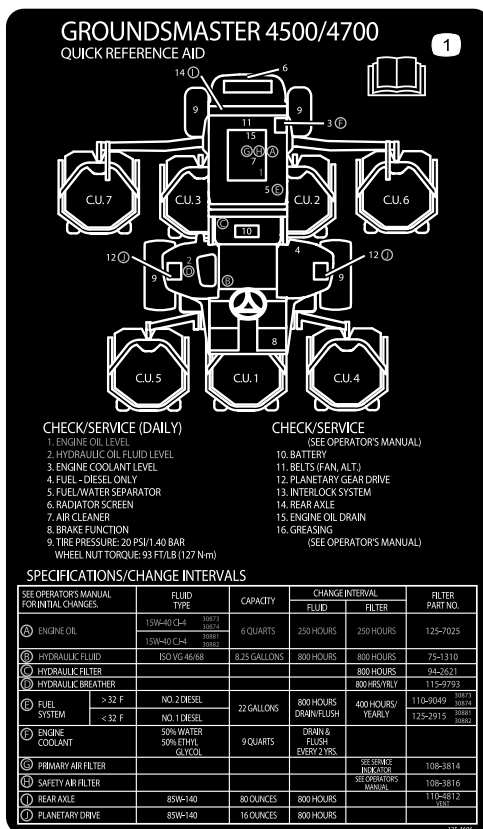 GROUNDSMASTER 4500/4700
QUICK REFERENCE AID
1
14 I
6
9
9
3 F
11
15
G H A
7
1
5 E
C.U. 7
C.U. 3
C.U. 2
C.U. 6
C
10
12 J
2
D
4
12 J
9
B
9
8
C.U. 5
C.U. 1
C.U. 4
CHECK/SERVICE (DAILY)
1. ENGINE OIL LEVEL
2. HYDRAULIC OIL FLUID LEVEL
3. ENGINE COOLANT LEVEL
4. FUEL - DIESEL ONLY
5. FUEL/WATER SEPARATOR
6. RADIATOR SCREEN
7. AIR CLEANER
8. BRAKE FUNCTION
9. TIRE PRESSURE: 20 PSI/1.40 BAR
WHEEL NUT TORQUE: 93 FT/LB (127 N·m)
CHECK/SERVICE
(SEE OPERATOR'S MANUAL)
10. BATTERY
11. BELTS (FAN, ALT.)
12. PLANETARY GEAR DRIVE
13. INTERLOCK SYSTEM
14. REAR AXLE
15. ENGINE OIL DRAIN
16. GREASING
(SEE OPERATOR'S MANUAL)
SPECIFICATIONS/CHANGE INTERVALS
SEE OPERATOR'S MANUAL FOR INITIAL CHANGES. FLUID TYPE CAPACITY CHANGE INTERVAL FLUID FILTER FILTER PART NO.
A ENGINE OIL 15W-40 CI-4 30873 30874 15W-40 CJ-4 30881 30882 6 QUARTS 250 HOURS 250 HOURS 125-7025
B HYDRAULIC FLUID ISO VG 46/68 8.25 GALLONS 800 HOURS 800 HOURS 75-1310
C HYDRAULIC FILTER 800 HOURS 94-2621
D HYDRAULIC BREATHER 800 HRS/YRLY 115-9793
E FUEL SYSTEM > 32 F NO. 2 DIESEL 22 GALLONS 800 HOURS DRAIN/FLUSH 400 HOURS/ YEARLY 110-9049 30873 30874
< 32 F NO. 1 DIESEL 125-2915 30881 30882
F ENGINE COOLANT 50% WATER 50% ETHYL GLYCOL 9 QUARTS DRAIN & FLUSH EVERY 2 YRS.
G PRIMARY AIR FILTER SEE SERVICE INDICATOR 108-3814
H SAFETY AIR FILTER SEE OPERATOR'S MANUAL 108-3816
I REAR AXLE 85W-140 80 OUNCES 800 HOURS 110-4812 VENT
J PLANETARY DRIVE 85W-140 16 OUNCES 800 HOURS